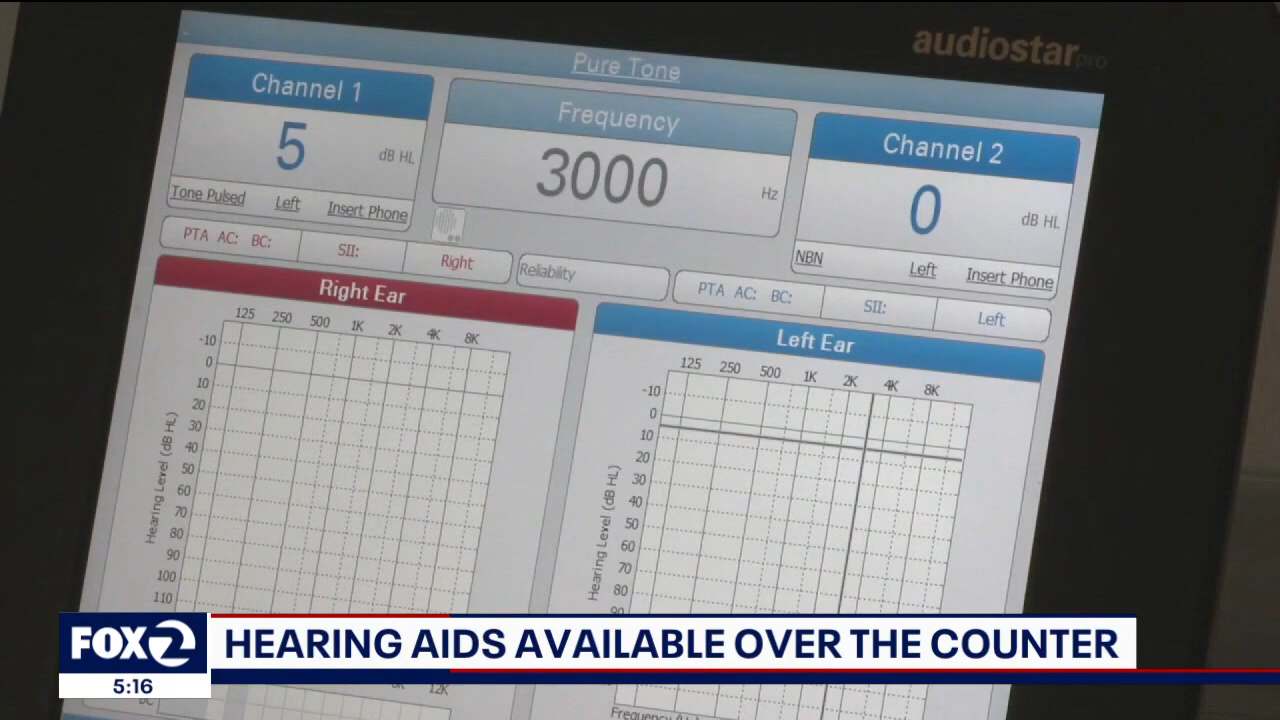 audiostar pro
Pure Tone
Channel 1
5 dB HL
Tone Pulsed Left Insert Phone
Frequency
3000 Hz
Channel 2
0 dB HL
NBN Left Insert Phone
PTA AC: BC: SII: Right
Reliability
PTA AC: BC: SII: Left
Right Ear
125 250 500 1K 2K 4K 8K
-10
0
10
20
30
40
50
60
70
80
90
100
110
Hearing Level (dB HL)
Left Ear
125 250 500 1K 2K 4K 8K
-10
0
10
20
30
40
50
60
70
80
90
Hearing Level (dB HL)
12K
FOX 2
5:16
HEARING AIDS AVAILABLE OVER THE COUNTER